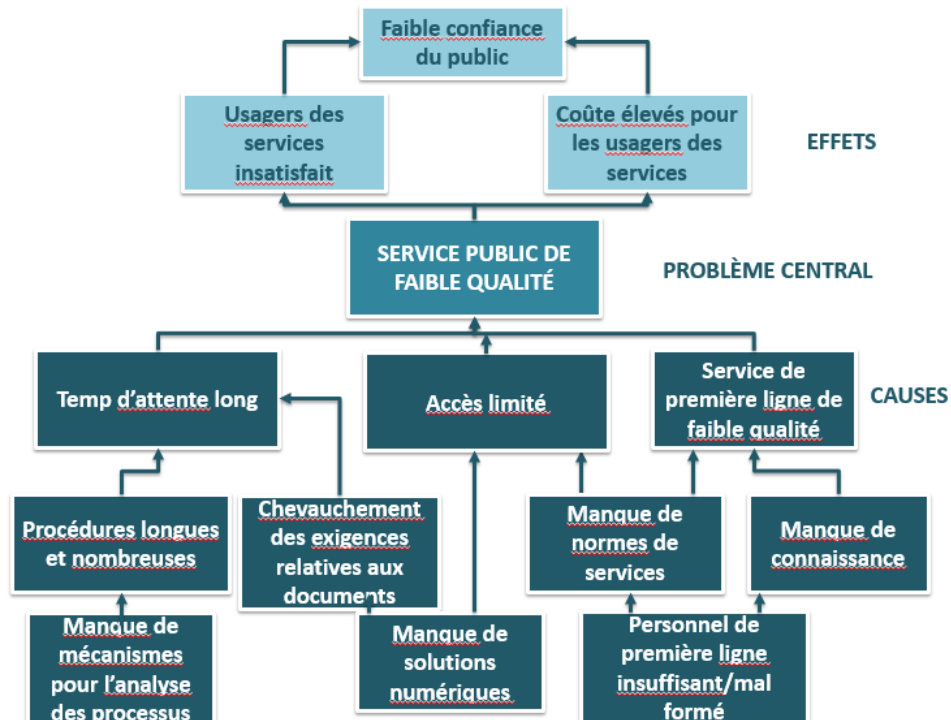 Faible confiance
du public
Usagers des
services
insatisfait
Coûte élevés pour
les usagers des
services
EFFETS
SERVICE PUBLIC DE
FAIBLE QUALITÉ
PROBLÈME CENTRAL
Temp d'attente long
Accès limité
Service de
première ligne de
faible qualité
CAUSES
Procédures longues
et nombreuses
Chevauchement
des exigences
relatives aux
documents
Manque de
normes de
services
Manque de
connaissance
Manque de
mécanismes
pour l'analyse
des processus
Manque de
solutions
numériques
Personnel de
première ligne
insuffisant/mal
formé